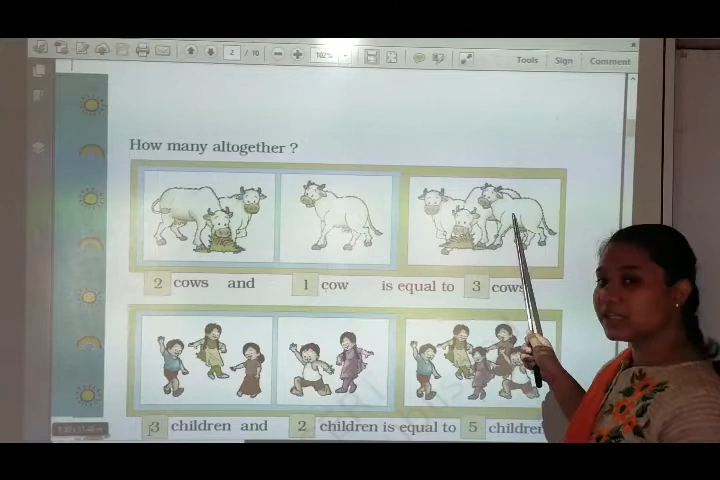 2 / 10
102%
Tools
Sign
Comment
How many altogether ?
2 cows and 1 cow is equal to 3 cows
3 children and 2 children is equal to 5 children